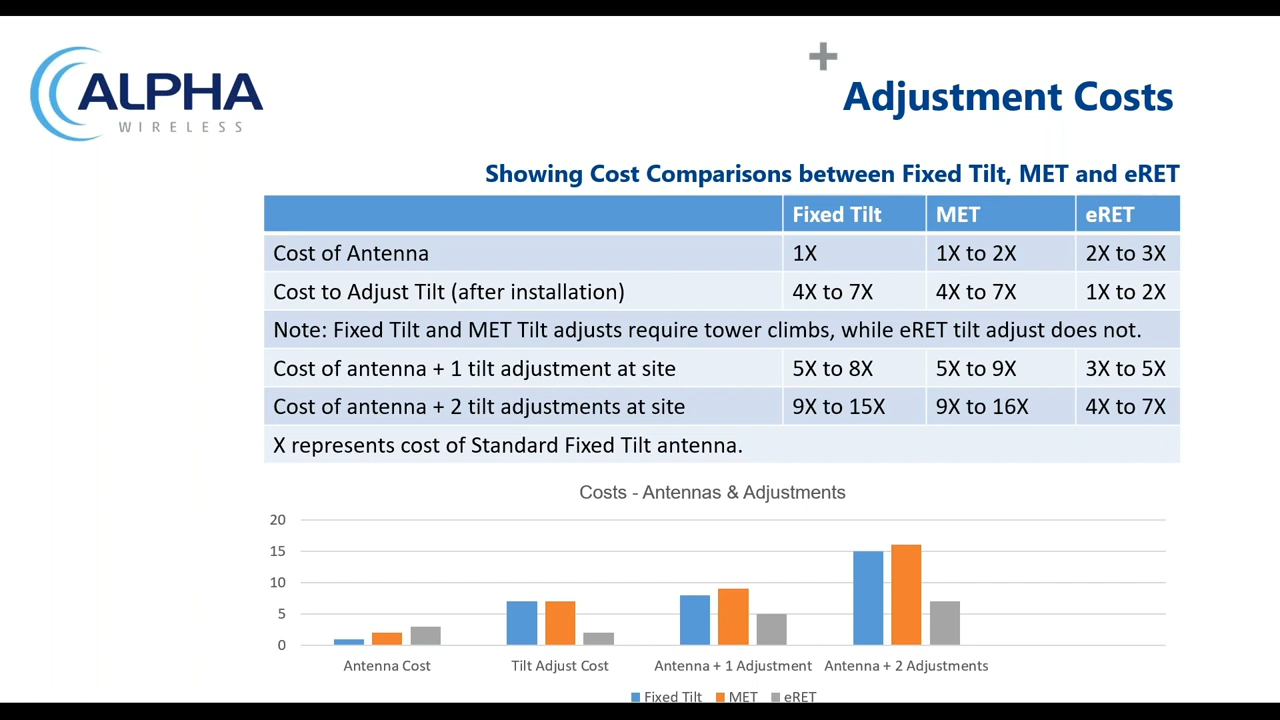 ALPHA
WIRELESS
Adjustment Costs
Showing Cost Comparisons between Fixed Tilt, MET and eRET
Fixed Tilt MET eRET
Cost of Antenna 1X 1X to 2X 2X to 3X
Cost to Adjust Tilt (after installation) 4X to 7X 4X to 7X 1X to 2X
Note: Fixed Tilt and MET Tilt adjusts require tower climbs, while eRET tilt adjust does not.
Cost of antenna + 1 tilt adjustment at site 5X to 8X 5X to 9X 3X to 5X
Cost of antenna + 2 tilt adjustments at site 9X to 15X 9X to 16X 4X to 7X
X represents cost of Standard Fixed Tilt antenna.
Costs - Antennas & Adjustments
20
15
10
5
0
Antenna Cost Tilt Adjust Cost Antenna + 1 Adjustment Antenna + 2 Adjustments
Fixed Tilt MET eRET